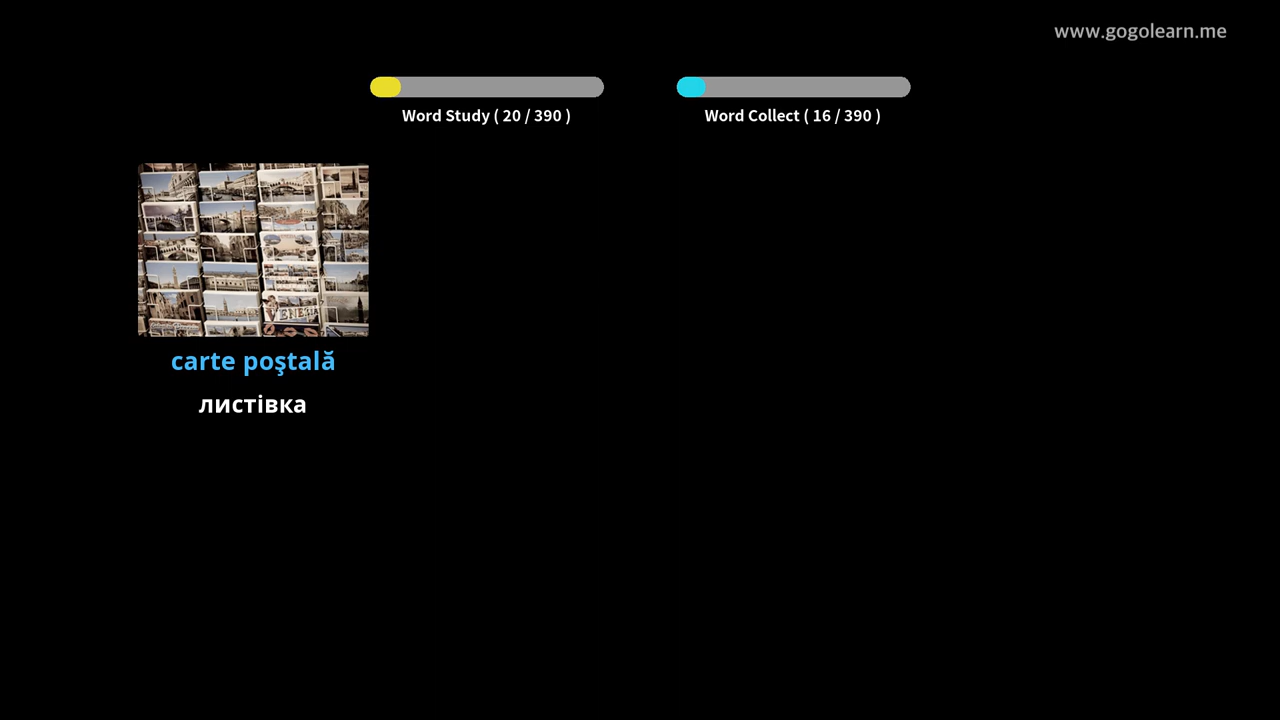 www.gogolearn.me
Word Study ( 20 / 390 )
Word Collect ( 16 / 390 )
carte poştală
листівка